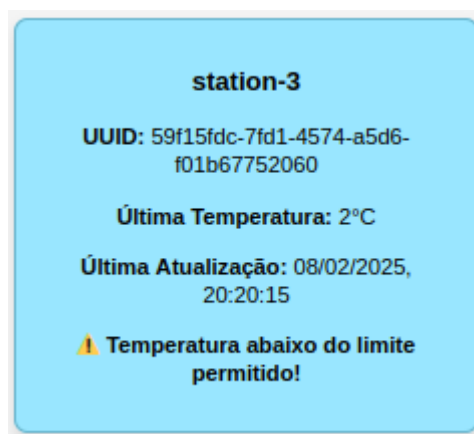 station-3
UUID: 59f15fdc-7fd1-4574-a5d6-
f01b67752060
Última Temperatura: 2°C
Última Atualização: 08/02/2025,
20:20:15
⚠️ Temperatura abaixo do limite
permitido!